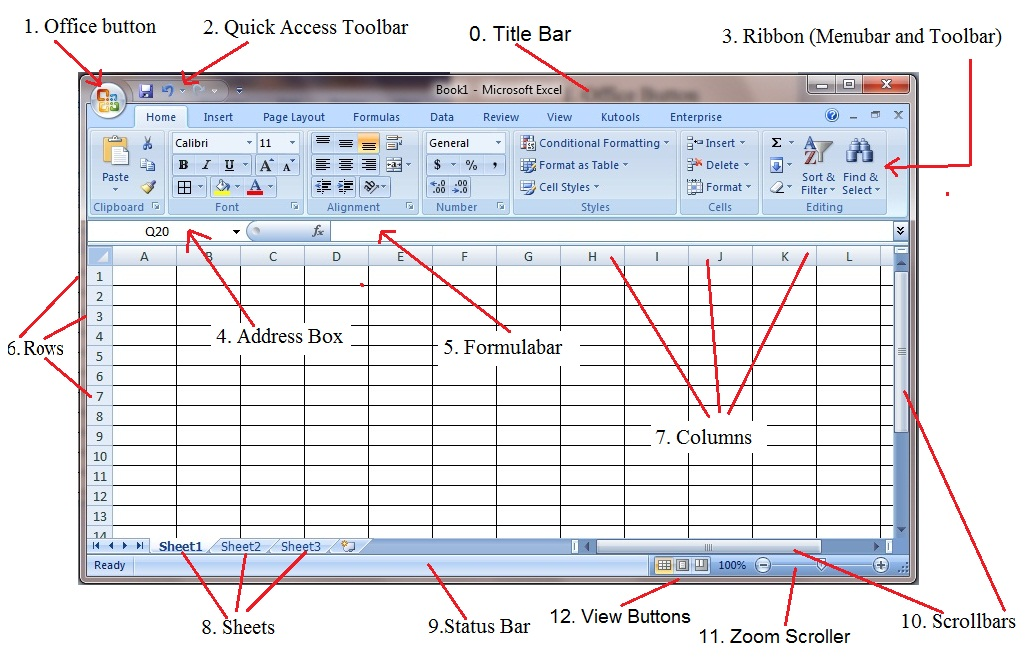 1. Office button
2. Quick Access Toolbar
0. Title Bar
3. Ribbon (Menubar and Toolbar)
Book1 - Microsoft Excel
Home Insert Page Layout Formulas Data Review View Kutools Enterprise
Calibri 11 General Conditional Formatting Insert Σ
Paste B I U A A $ % , Format as Table Delete Sort & Find &
A .0 .00 .00 .0 Cell Styles Format Filter Select
Clipboard Font Alignment Number Styles Cells Editing
Q20 fx
A B C D E F G H I J K L
1
2
3
4
4. Address Box
5. Formulabar
6. Rows
5
6
7
8
7. Columns
9
10
11
12
13
14
Sheet1 Sheet2 Sheet3
Ready 100%
8. Sheets
9.Status Bar
12. View Buttons
11. Zoom Scroller
10. Scrollbars